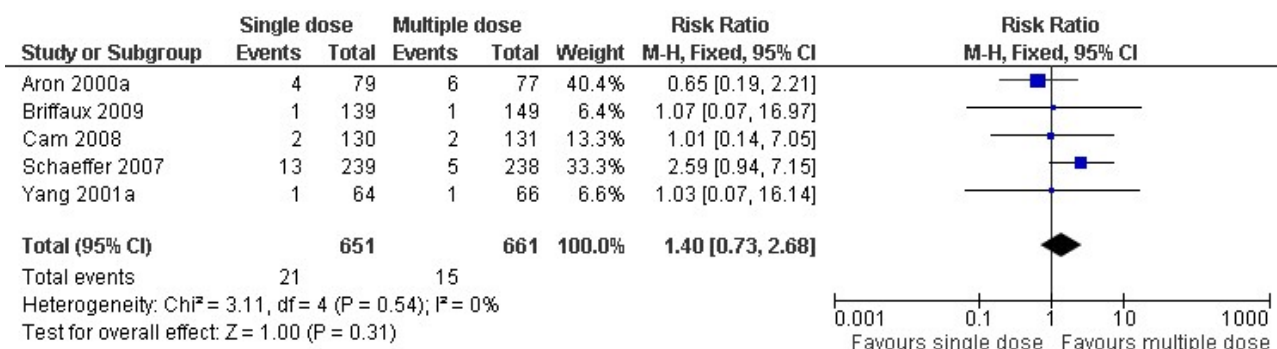 Single dose Multiple dose Risk Ratio Risk Ratio
Study or Subgroup Events Total Events Total Weight M-H, Fixed, 95% CI M-H, Fixed, 95% CI
Aron 2000a 4 79 6 77 40.4% 0.65 [0.19, 2.21]
Briffaux 2009 1 139 1 149 6.4% 1.07 [0.07, 16.97]
Cam 2008 2 130 2 131 13.3% 1.01 [0.14, 7.05]
Schaeffer 2007 13 239 5 238 33.3% 2.59 [0.94, 7.15]
Yang 2001a 1 64 1 66 6.6% 1.03 [0.07, 16.14]
Total (95% CI) 651 661 100.0% 1.40 [0.73, 2.68]
Total events 21 15
Heterogeneity: Chi² = 3.11, df = 4 (P = 0.54); I² = 0%
Test for overall effect: Z = 1.00 (P = 0.31)
0.001 0.1 1 10 1000
Favours single dose Favours multiple dose